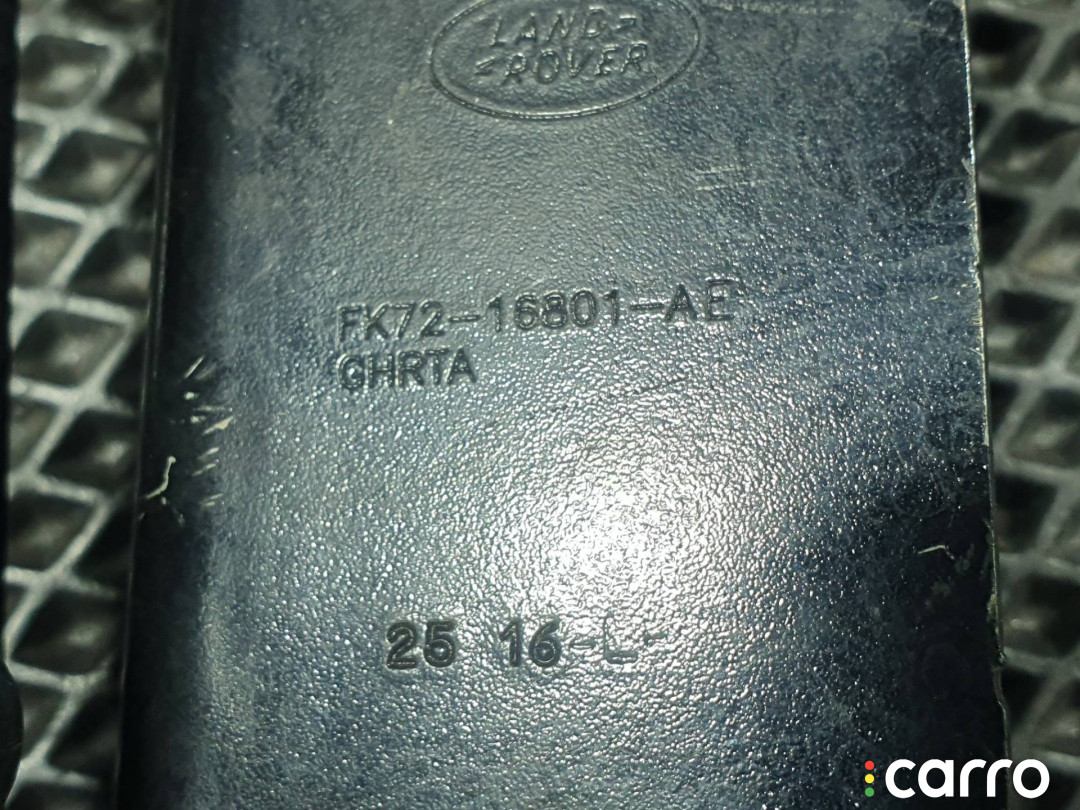 LAND
ROVER
FK72-16801-AE
GHRTA
25 16-L
carro